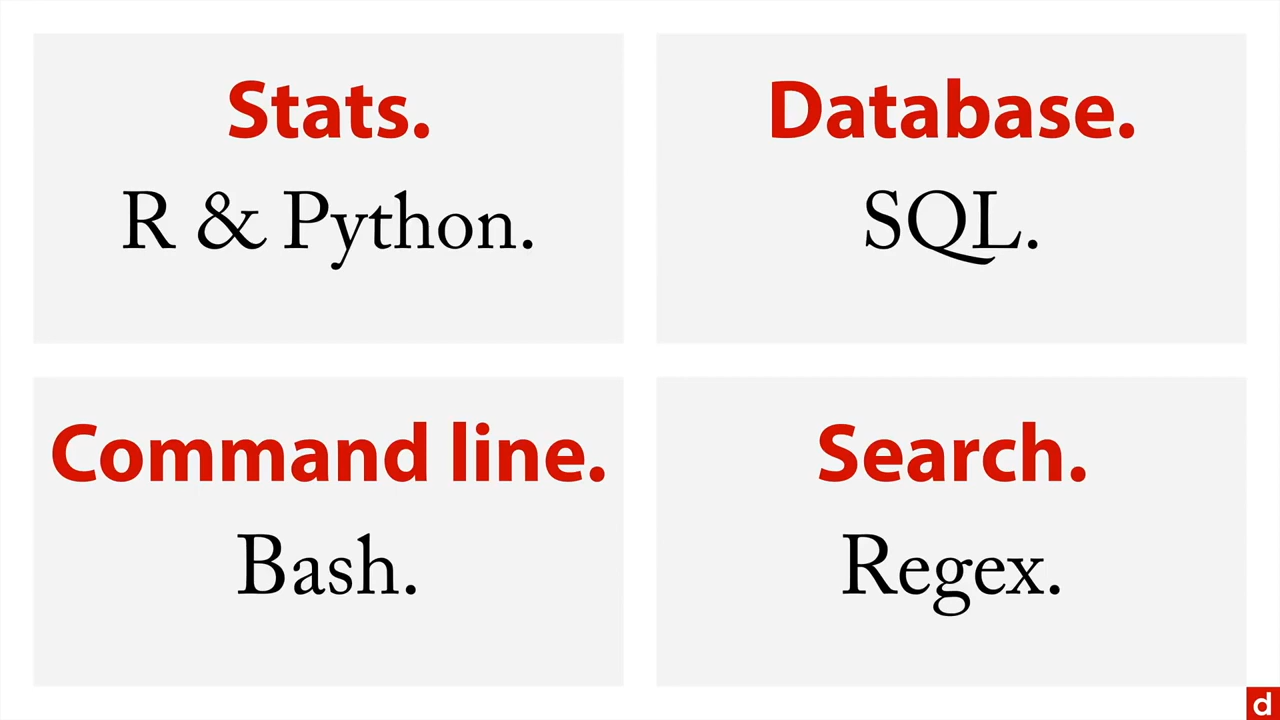 Stats.
R & Python.
Database.
SQL.
Command line.
Bash.
Search.
Regex.
d